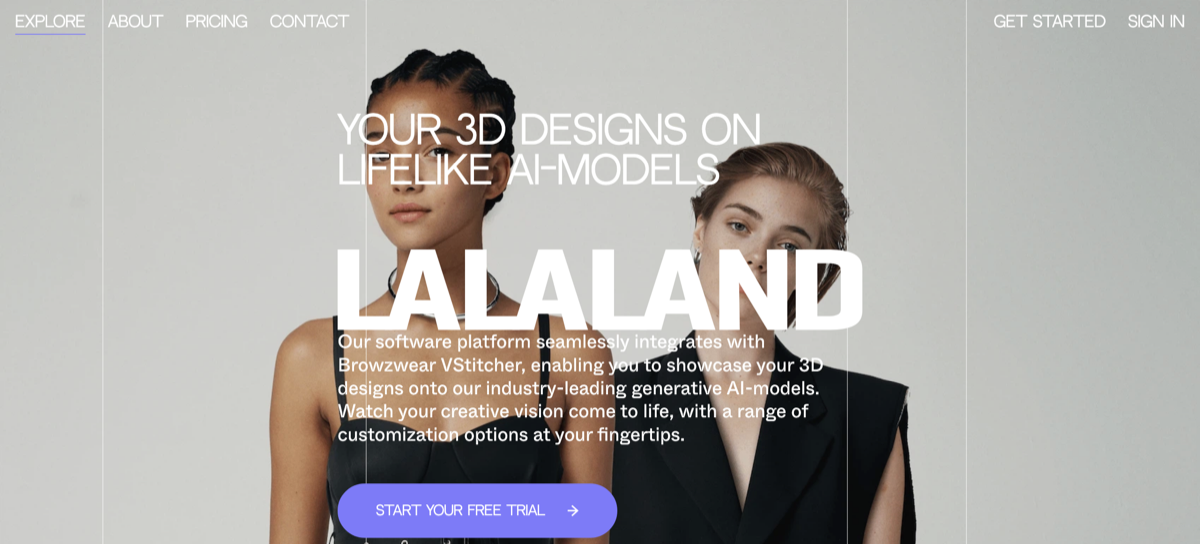 EXPLORE ABOUT PRICING CONTACT GET STARTED SIGN IN
YOUR 3D DESIGNS ON
LIFELIKE AI-MODELS
LALALAND
Our software platform seamlessly integrates with
Browzwear VStitcher, enabling you to showcase your 3D
designs onto our industry-leading generative AI-models.
Watch your creative vision come to life, with a range of
customization options at your fingertips.
START YOUR FREE TRIAL →